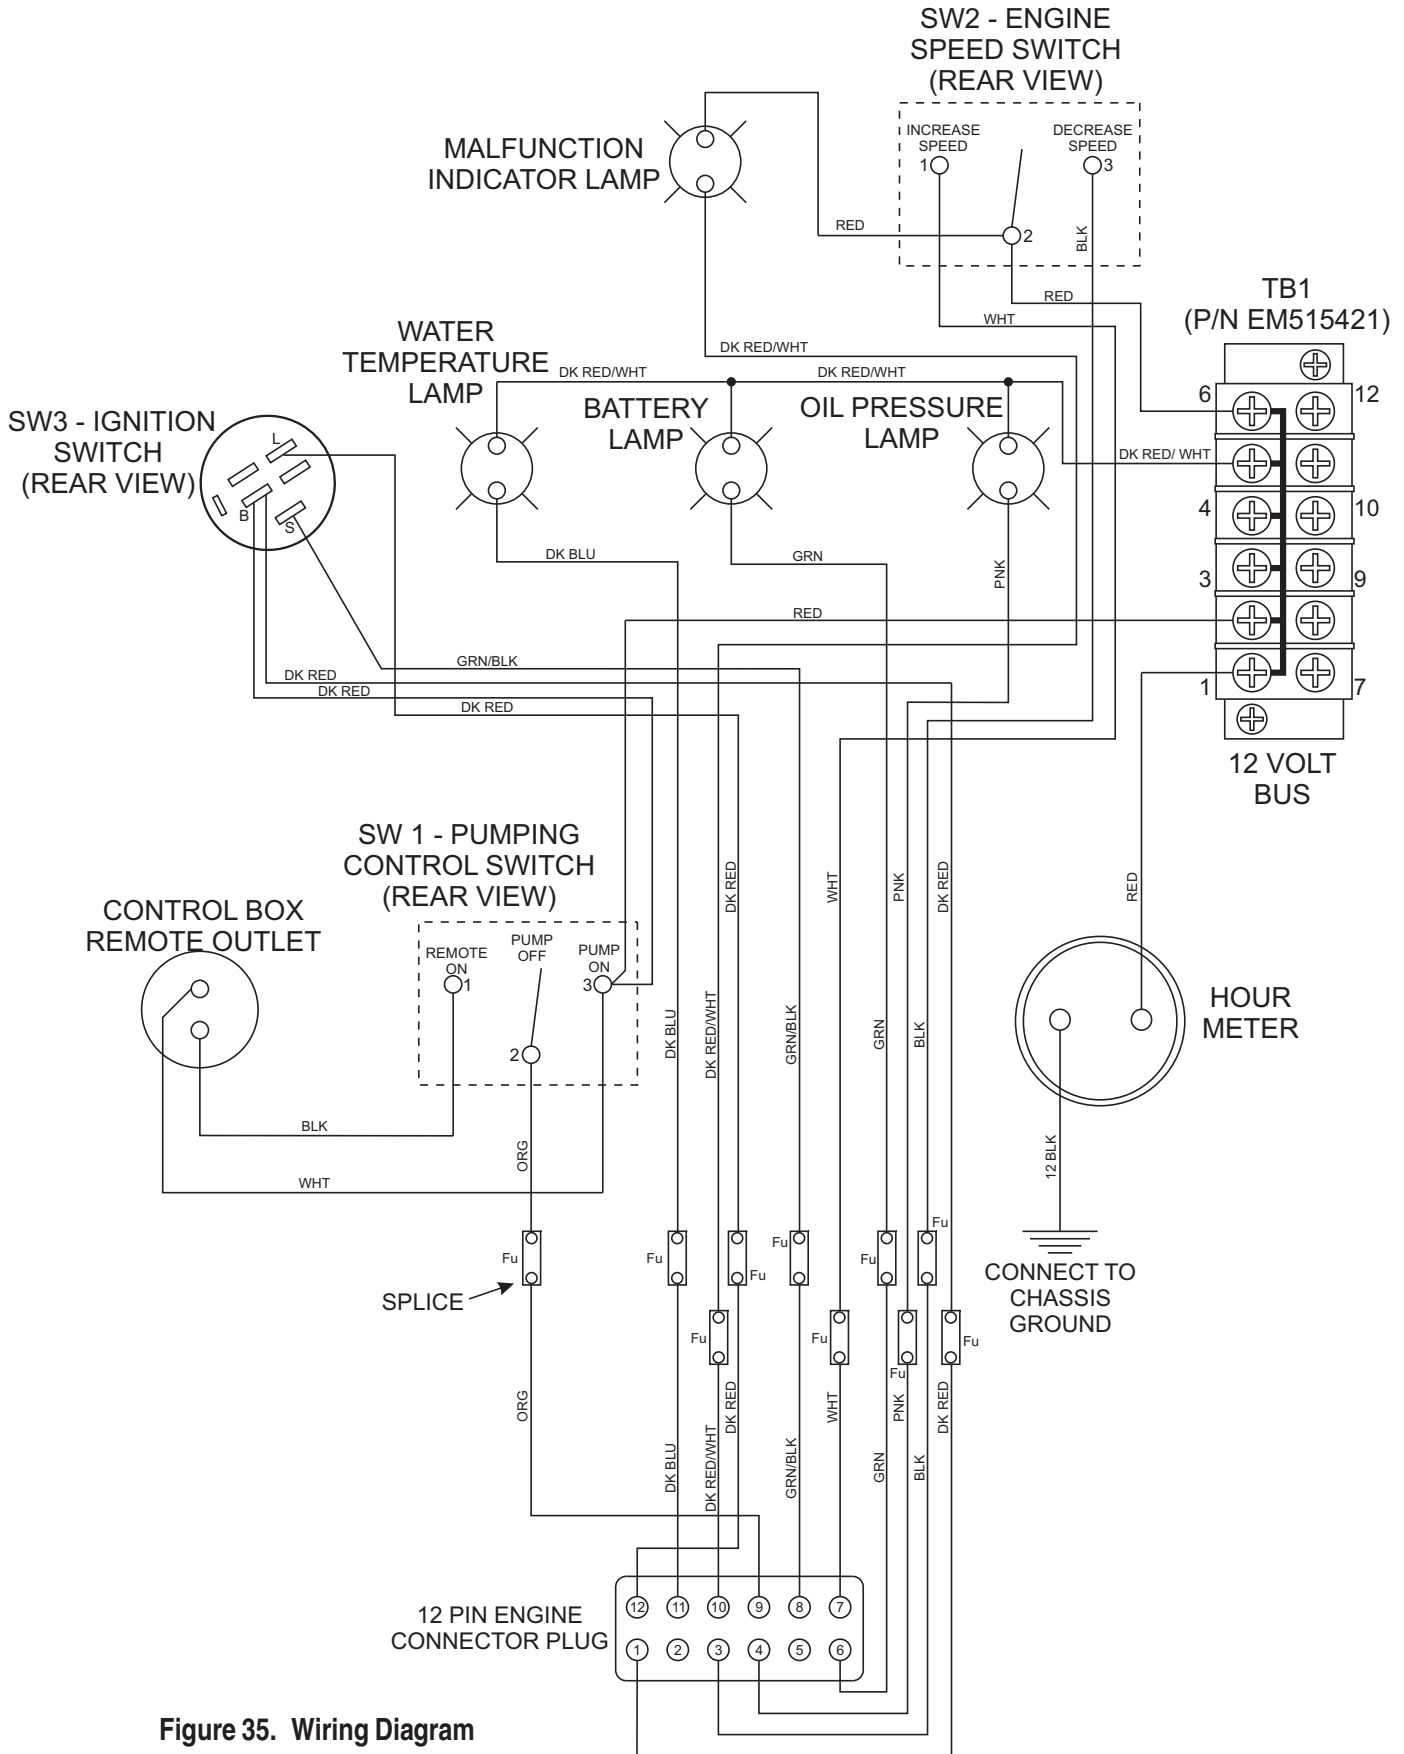 SW2 - ENGINE
SPEED SWITCH
(REAR VIEW)
INCREASE
SPEED
DECREASE
SPEED
1
3
2
MALFUNCTION
INDICATOR LAMP
RED
BLK
RED
WHT
TB1
(P/N EM515421)
WATER
TEMPERATURE
LAMP
DK RED/WHT
DK RED/WHT
DK RED/WHT
BATTERY
LAMP
OIL PRESSURE
LAMP
SW3 - IGNITION
SWITCH
(REAR VIEW)
L
B
S
6
12
DK RED/ WHT
4
10
3
9
1
7
12 VOLT
BUS
DK BLU
GRN
PNK
RED
GRN/BLK
DK RED
DK RED
DK RED
SW 1 - PUMPING
CONTROL SWITCH
(REAR VIEW)
REMOTE
ON
PUMP
OFF
PUMP
ON
1
3
2
CONTROL BOX
REMOTE OUTLET
DK RED
WHT
PNK
DK RED
RED
HOUR
METER
DK BLU
DK RED/WHT
GRN/BLK
GRN
BLK
BLK
WHT
ORG
12 BLK
CONNECT TO
CHASSIS
GROUND
Fu
Fu
Fu
Fu
Fu
Fu
SPLICE
Fu
Fu
Fu
Fu
ORG
DK RED
WHT
PNK
DK RED
DK BLU
DK RED/WHT
GRN/BLK
GRN
BLK
12 PIN ENGINE
CONNECTOR PLUG
12 11 10 9 8 7
1 2 3 4 5 6
Figure 35. Wiring Diagram